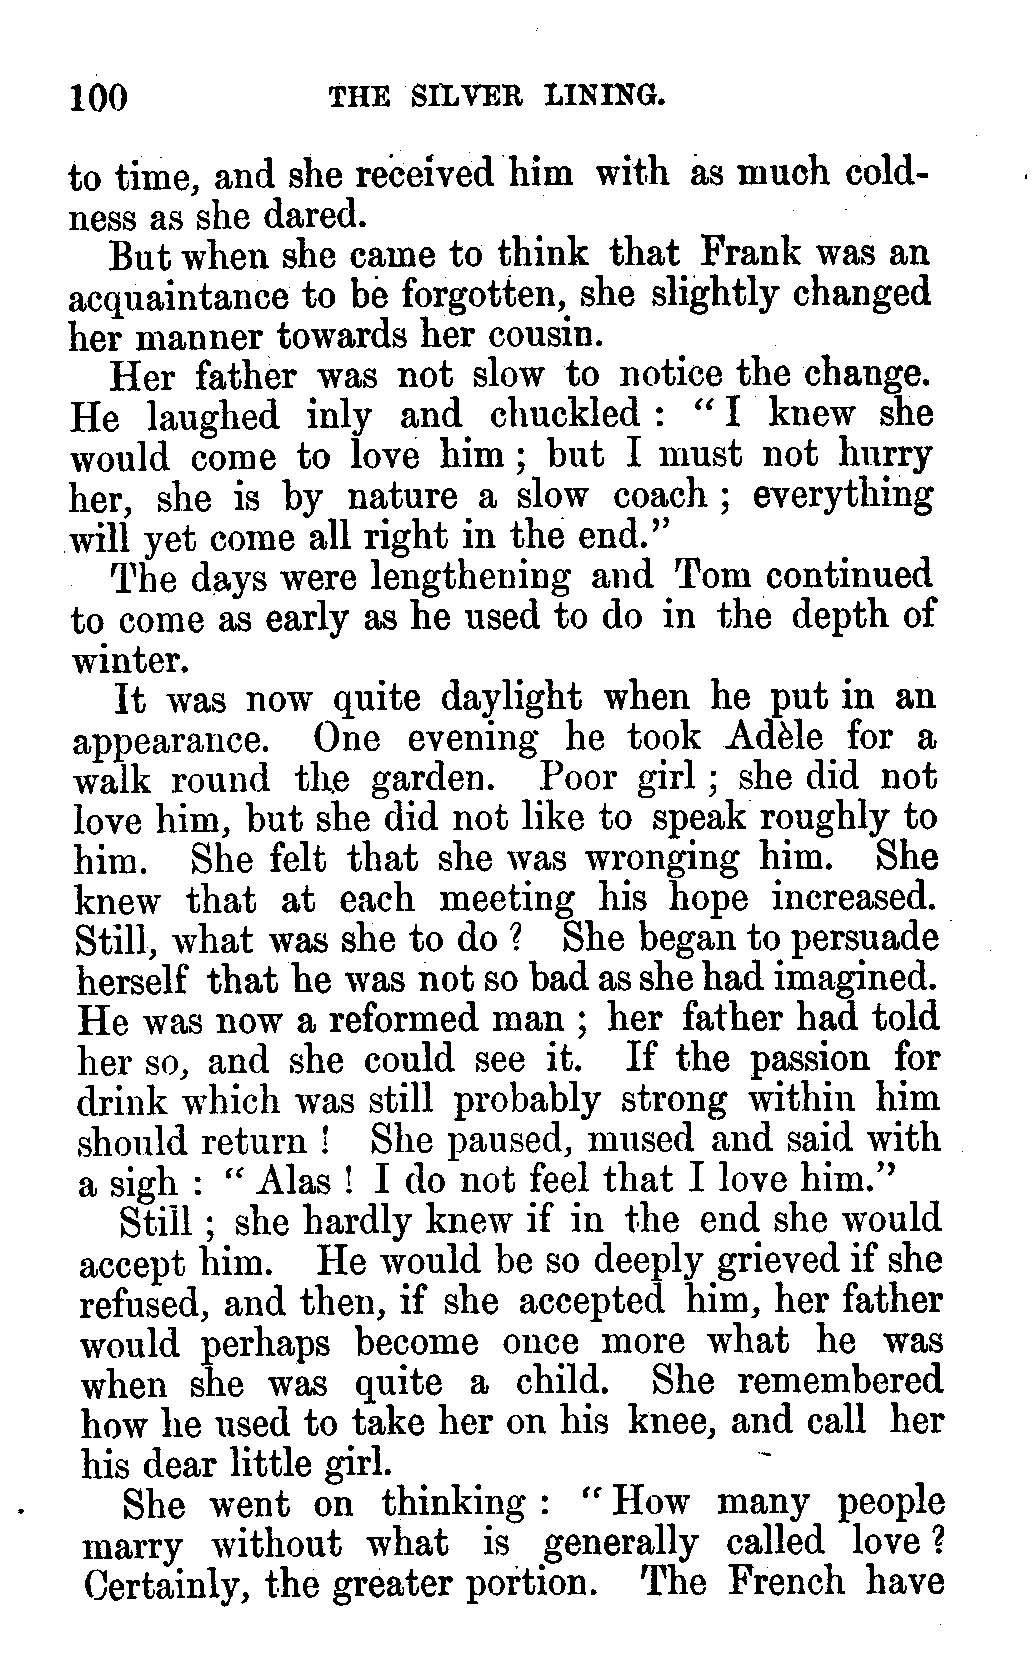 100 THE SILVER LINING.
to time, and she received him with as much cold-
ness as she dared.
But when she came to think that Frank was an
acquaintance to be forgotten, she slightly changed
her manner towards her cousin.
Her father was not slow to notice the change.
He laughed inly and chuckled : “ I knew she
would come to love him ; but I must not hurry
her, she is by nature a slow coach ; everything
will yet come all right in the end.”
The days were lengthening and Tom continued
to come as early as he used to do in the depth of
winter.
It was now quite daylight when he put in an
appearance. One evening he took Adèle for a
walk round the garden. Poor girl ; she did not
love him, but she did not like to speak roughly to
him. She felt that she was wronging him. She
knew that at each meeting his hope increased.
Still, what was she to do ? She began to persuade
herself that he was not so bad as she had imagined.
He was now a reformed man ; her father had told
her so, and she could see it. If the passion for
drink which was still probably strong within him
should return ! She paused, mused and said with
a sigh : “ Alas ! I do not feel that I love him.”
Still ; she hardly knew if in the end she would
accept him. He would be so deeply grieved if she
refused, and then, if she accepted him, her father
would perhaps become once more what he was
when she was quite a child. She remembered
how he used to take her on his knee, and call her
his dear little girl.
She went on thinking : “ How many people
marry without what is generally called love ?
Certainly, the greater portion. The French have